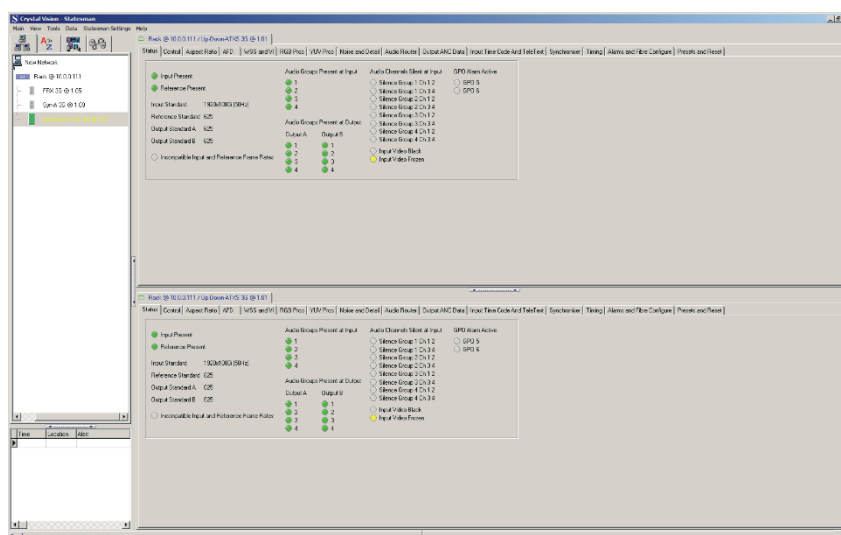 Crystal Vision - Statesman
Main View Tools Data Statesman Settings Help
New Network
Rack @ 10.0.0.111
FRX 3G @ 1.05
SynA 3G @ 1.09
Rack @ 10.0.0.111 / Up-Down-ATXS 3G @ 1.01
Status Control Aspect Ratio AFD WSS and VI RGB Proc YUV Proc Noise and Detail Audio Router Output ANC Data Input Time Code And TeleText Synchroniser Timing Alarms and Fibre Configure Presets and Reset
Input Present
Reference Present
Input Standard 1920x1080i (50Hz)
Reference Standard 625
Output Standard A 625
Output Standard B 625
Incompatible Input and Reference Frame Rates
Audio Groups Present at Input
1
2
3
4
Audio Groups Present at Output
Output A Output B
1 1
2 2
3 3
4 4
Audio Channels Silent at Input
Silence Group 1 Ch 1 2
Silence Group 1 Ch 3 4
Silence Group 2 Ch 1 2
Silence Group 2 Ch 3 4
Silence Group 3 Ch 1 2
Silence Group 3 Ch 3 4
Silence Group 4 Ch 1 2
Silence Group 4 Ch 3 4
Input Video Black
Input Video Frozen
GPO Alarm Active
GPO 5
GPO 6
Rack @ 10.0.0.111 / Up-Down-ATXS 3G @ 1.01
Status Control Aspect Ratio AFD WSS and VI RGB Proc YUV Proc Noise and Detail Audio Router Output ANC Data Input Time Code And TeleText Synchroniser Timing Alarms and Fibre Configure Presets and Reset
Input Present
Reference Present
Input Standard 1920x1080i (50Hz)
Reference Standard 625
Output Standard A 625
Output Standard B 625
Incompatible Input and Reference Frame Rates
Audio Groups Present at Input
1
2
3
4
Audio Groups Present at Output
Output A Output B
1 1
2 2
3 3
4 4
Audio Channels Silent at Input
Silence Group 1 Ch 1 2
Silence Group 1 Ch 3 4
Silence Group 2 Ch 1 2
Silence Group 2 Ch 3 4
Silence Group 3 Ch 1 2
Silence Group 3 Ch 3 4
Silence Group 4 Ch 1 2
Silence Group 4 Ch 3 4
Input Video Black
Input Video Frozen
GPO Alarm Active
GPO 5
GPO 6
Time Location Alert